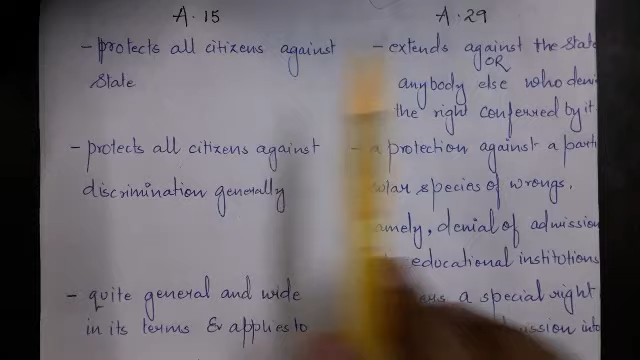 A. 15
- protects all citizens against
State
- protects all citizens against
discrimination generally
- quite general and wide
in its terms & applies to
A. 29
- extends against the State
OR
anybody else who
the right conferred by it
- a protection against a
species of wrongs,
denial of admission
educational institutions
a special right
into